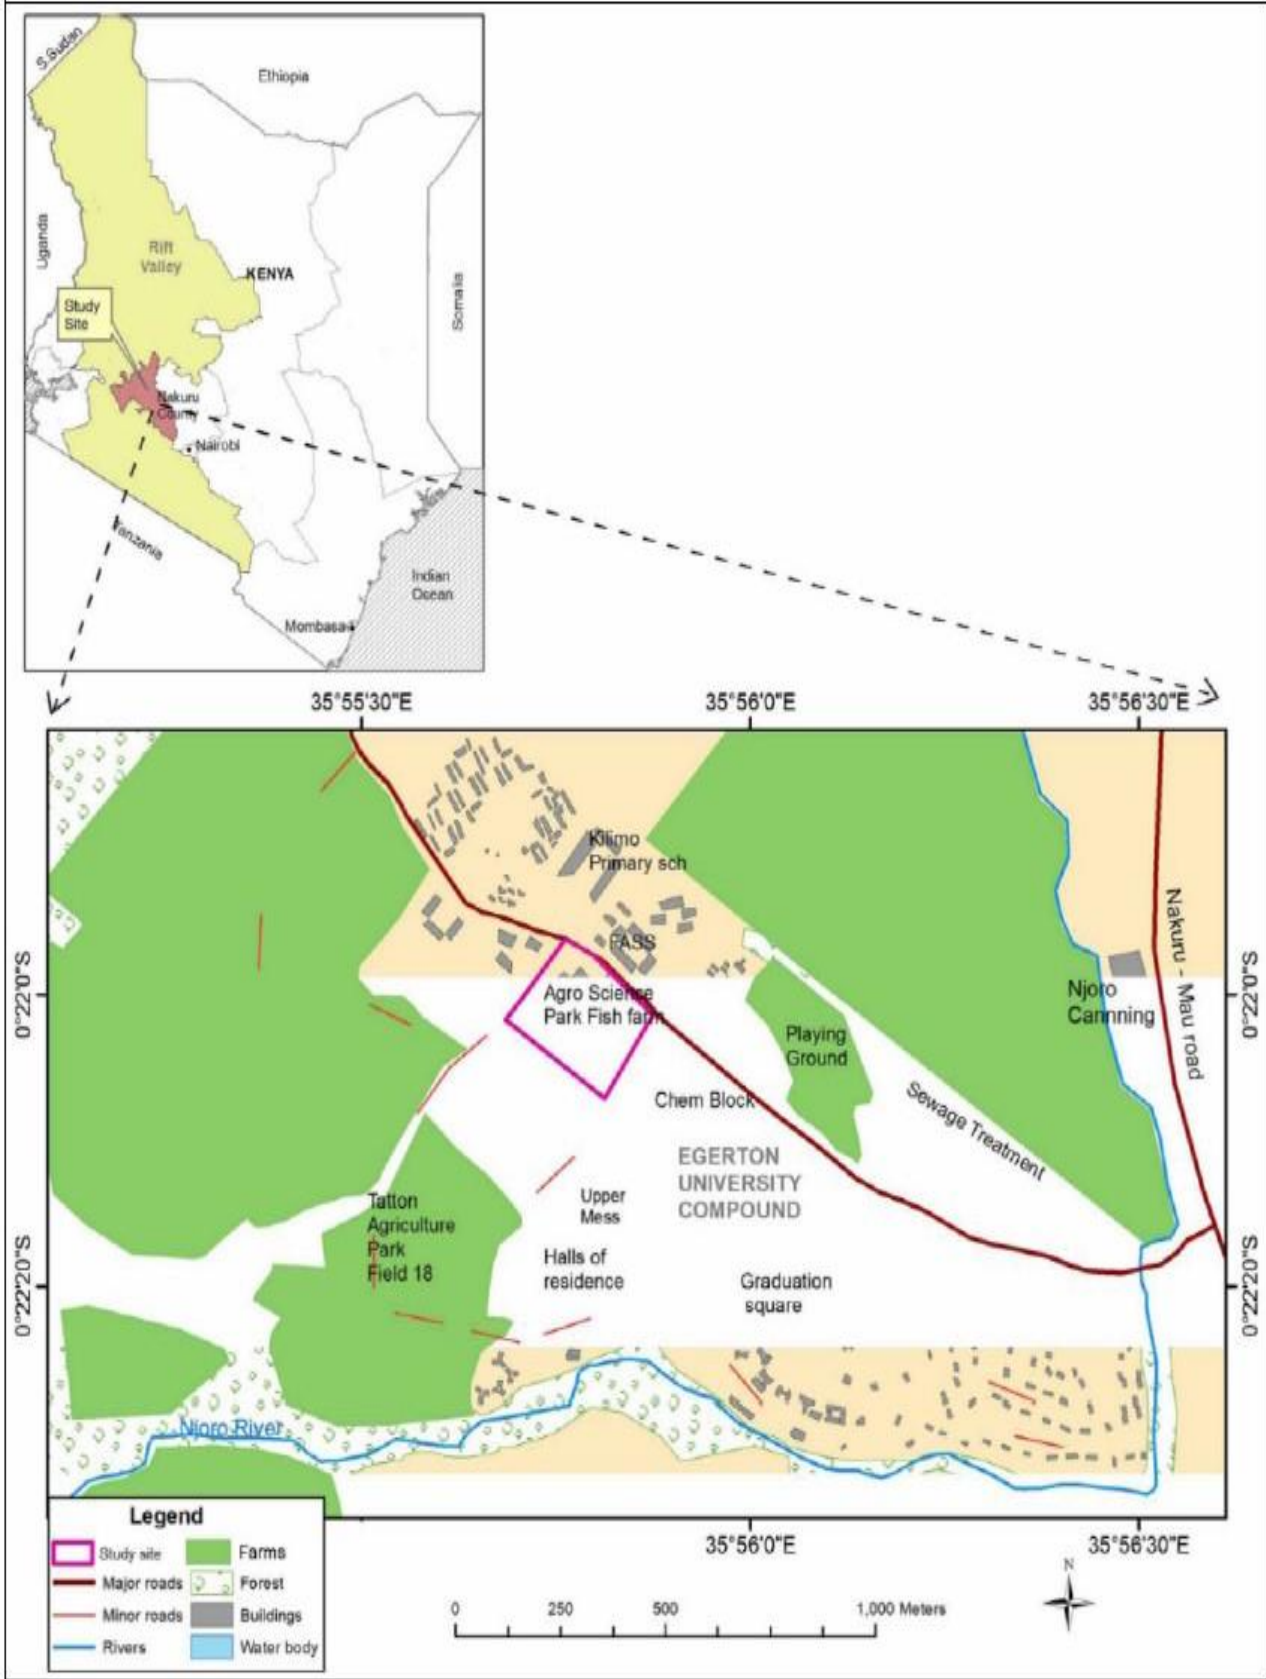 S.Sudan
Ethiopia
Uganda
Rift
Valley
KENYA
Somalia
Study
Site
Nakuru
County
Nairobi
Tanzania
Indian
Ocean
Mombasa
35°55'30"E
35°56'0"E
35°56'30"E
Kilimo
Primary sch
FASS
Nakuru - Mau road
0°22'0"S
0°22'0"S
Agro Science
Park Fish farm
Njoro
Cannning
Playing
Ground
Chem Block
Sewage Treatment
EGERTON
UNIVERSITY
COMPOUND
Tatton
Agriculture
Park
Field 18
Upper
Mess
Halls of
residence
Graduation
square
0°22'20"S
0°22'20"S
Njoro River
Legend
Study site
Farms
Major roads
Forest
Minor roads
Buildings
Rivers
Water body
35°56'0"E
35°56'30"E
N
0 250 500 1,000 Meters